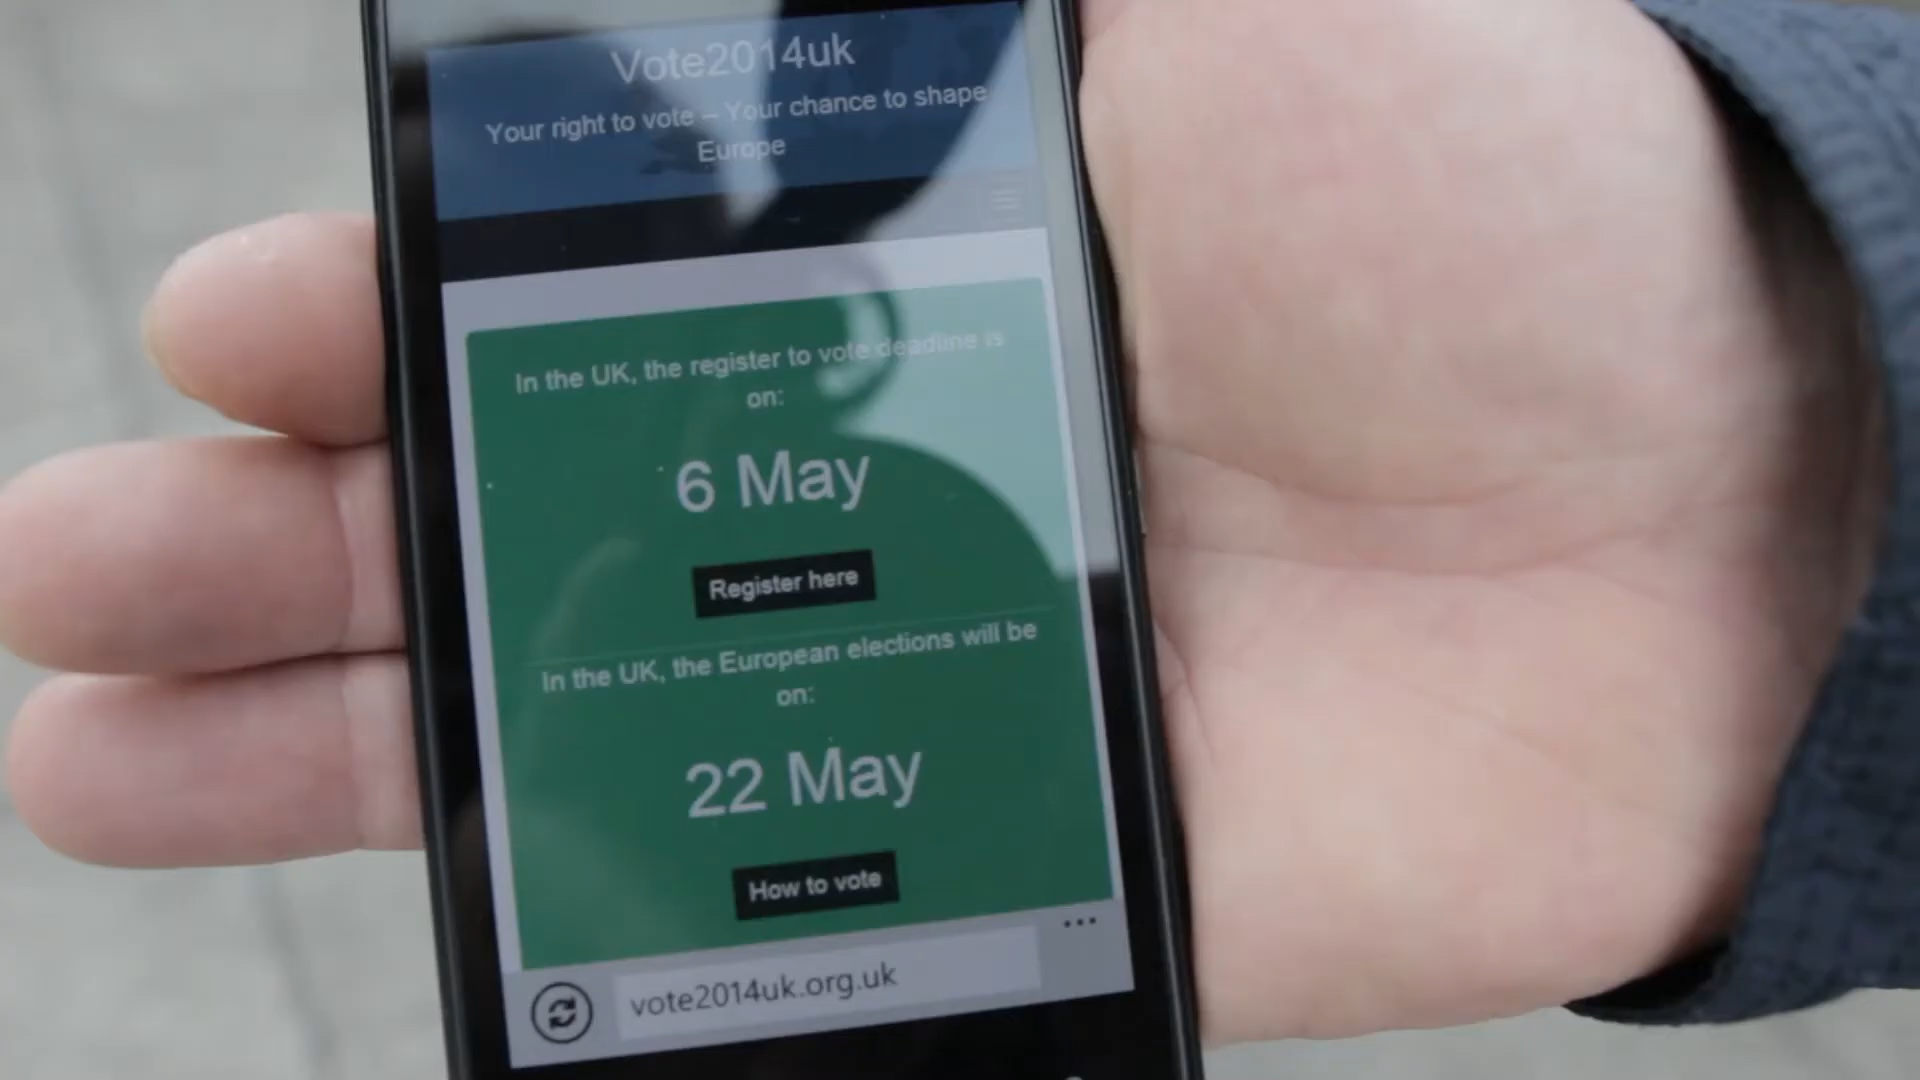 Vote2014uk
Your right to vote – Your chance to shape
Europe
In the UK, the register to vote deadline is
on:
6 May
Register here
In the UK, the European elections will be
on:
22 May
How to vote
vote2014uk.org.uk